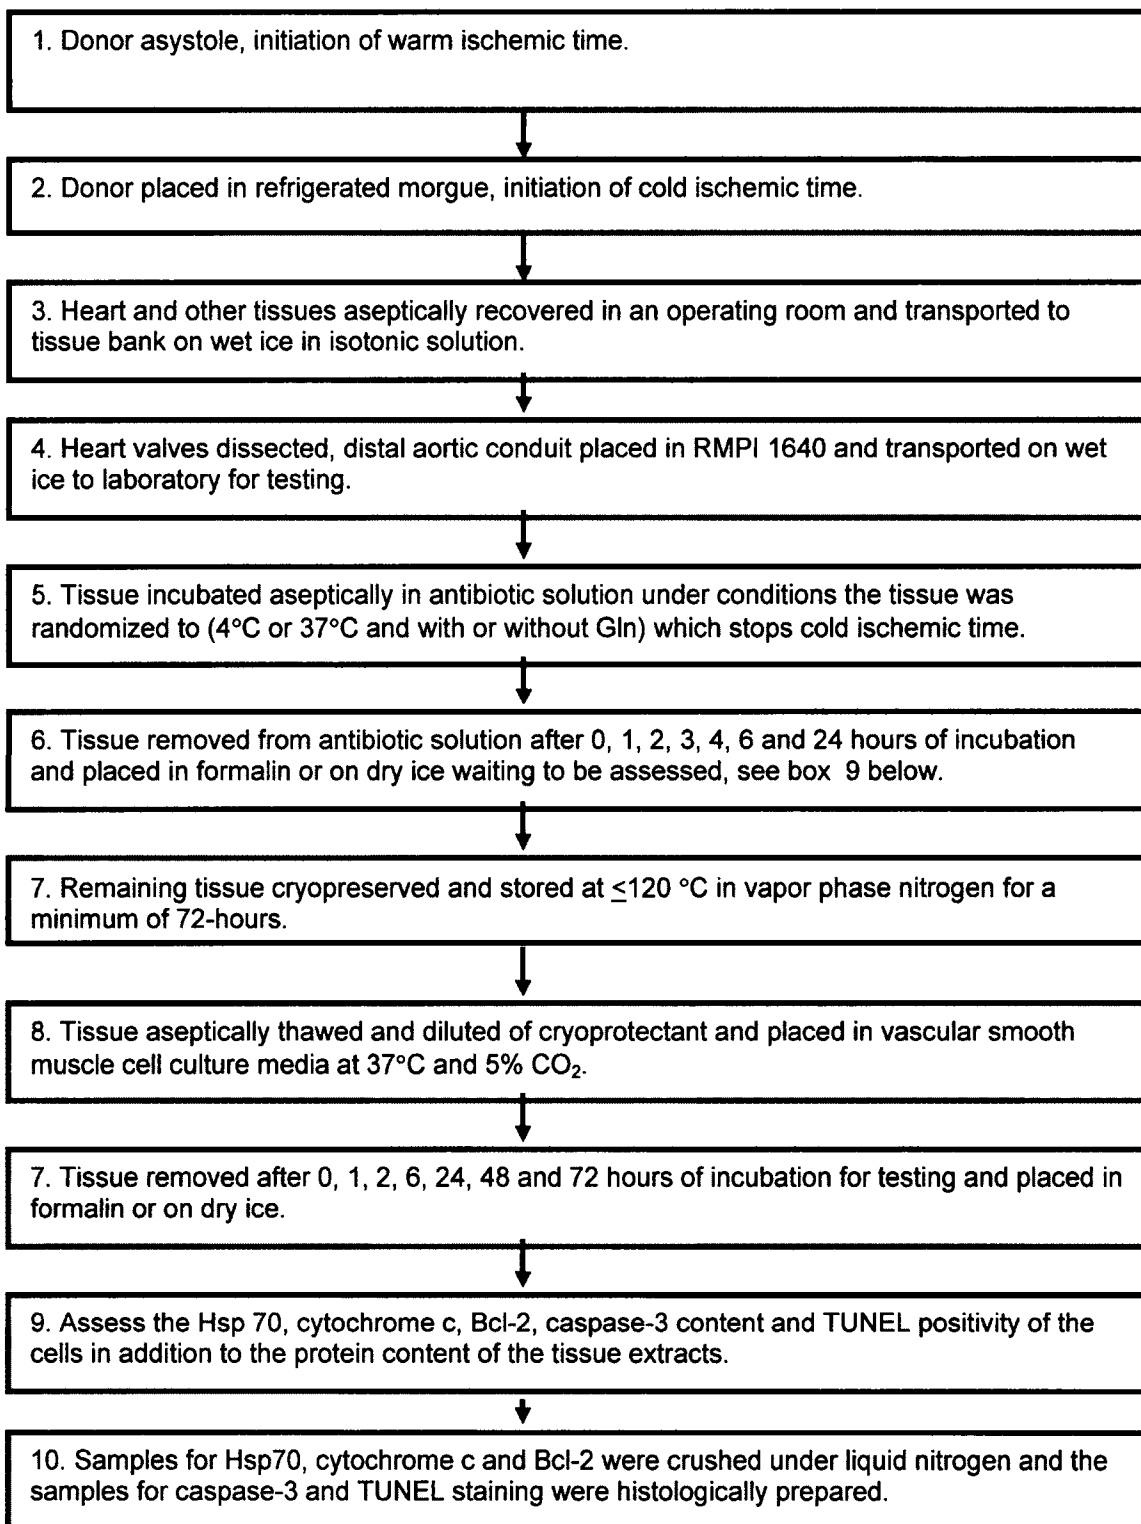 1. Donor asystole, initiation of warm ischemic time.
2. Donor placed in refrigerated morgue, initiation of cold ischemic time.
3. Heart and other tissues aseptically recovered in an operating room and transported to
tissue bank on wet ice in isotonic solution.
4. Heart valves dissected, distal aortic conduit placed in RMPI 1640 and transported on wet
ice to laboratory for testing.
5. Tissue incubated aseptically in antibiotic solution under conditions the tissue was
randomized to (4°C or 37°C and with or without Gln) which stops cold ischemic time.
6. Tissue removed from antibiotic solution after 0, 1, 2, 3, 4, 6 and 24 hours of incubation
and placed in formalin or on dry ice waiting to be assessed, see box 9 below.
7. Remaining tissue cryopreserved and stored at ≤120 °C in vapor phase nitrogen for a
minimum of 72-hours.
8. Tissue aseptically thawed and diluted of cryoprotectant and placed in vascular smooth
muscle cell culture media at 37°C and 5% CO₂.
7. Tissue removed after 0, 1, 2, 6, 24, 48 and 72 hours of incubation for testing and placed in
formalin or on dry ice.
9. Assess the Hsp 70, cytochrome c, Bcl-2, caspase-3 content and TUNEL positivity of the
cells in addition to the protein content of the tissue extracts.
10. Samples for Hsp70, cytochrome c and Bcl-2 were crushed under liquid nitrogen and the
samples for caspase-3 and TUNEL staining were histologically prepared.